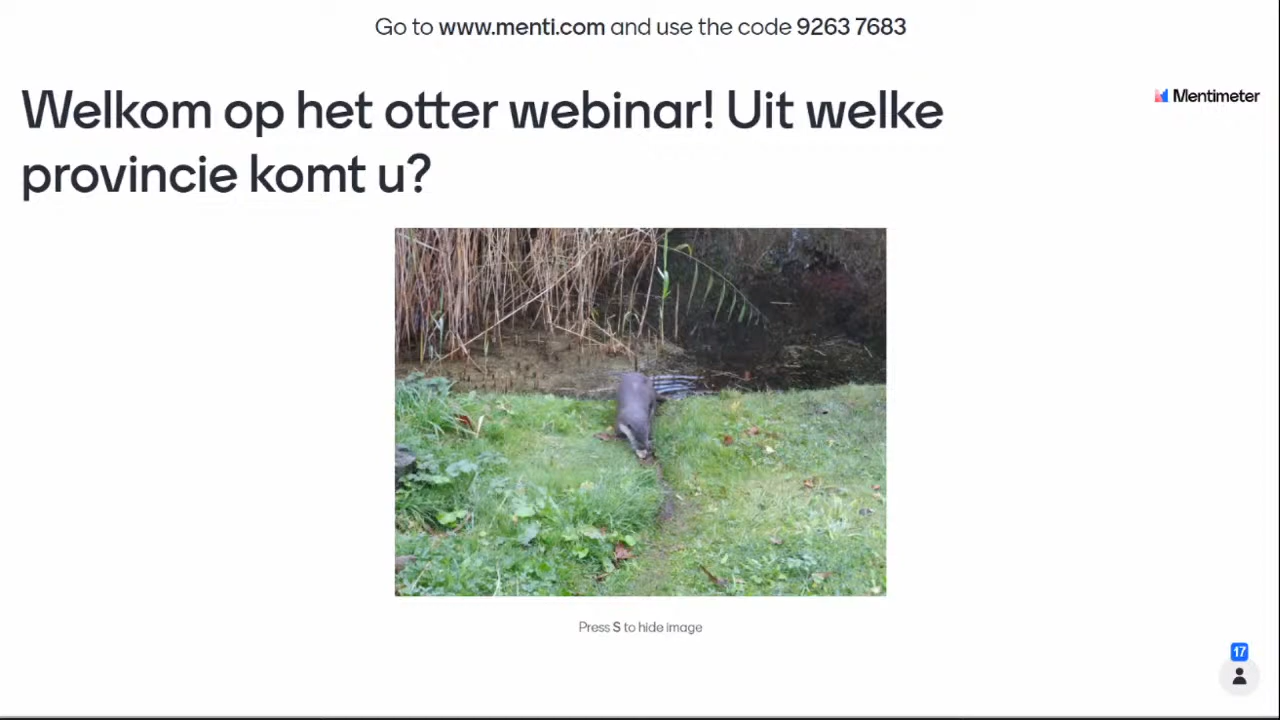 Go to www.menti.com and use the code 9263 7683
Welkom op het otter webinar! Uit welke
provincie komt u?
Mentimeter
Press S to hide image
17